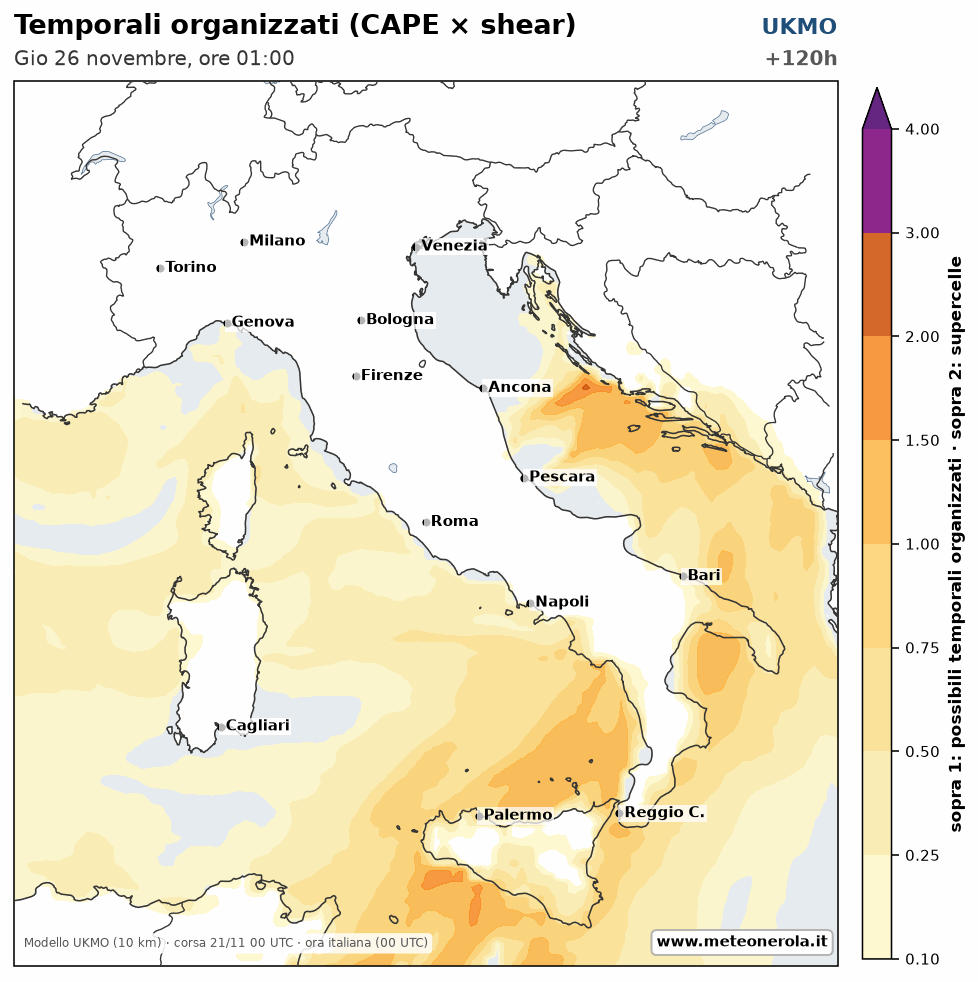 Temporali organizzati (CAPE × shear)
UKMO
Gio 26 novembre, ore 01:00
+120h
4.00
3.00
2.00
1.50
1.00
0.75
0.50
0.25
0.10
sopra 1: possibili temporali organizzati · sopra 2: supercelle
Milano
Venezia
Torino
Genova
Bologna
Firenze
Ancona
Pescara
Roma
Bari
Napoli
Cagliari
Palermo
Reggio C.
Modello UKMO (10 km) · corsa 21/11 00 UTC · ora italiana (00 UTC)
www.meteonerola.it